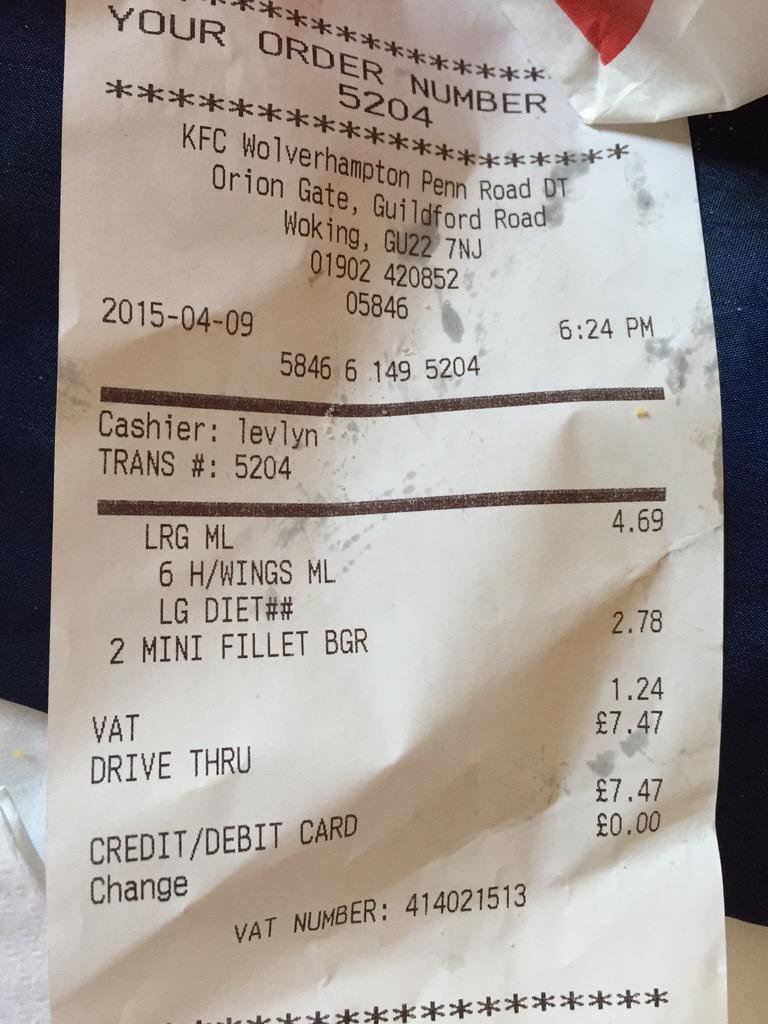 ********************
YOUR ORDER NUMBER
5204
********************
KFC Wolverhampton Penn Road DT
Orion Gate, Guildford Road
Woking, GU22 7NJ
01902 420852
05846
2015-04-09 6:24 PM
5846 6 149 5204
Cashier: levlyn
TRANS #: 5204
LRG ML 4.69
6 H/WINGS ML
LG DIET##
2 MINI FILLET BGR 2.78
VAT 1.24
DRIVE THRU £7.47
CREDIT/DEBIT CARD £7.47
Change £0.00
VAT NUMBER: 414021513
********************